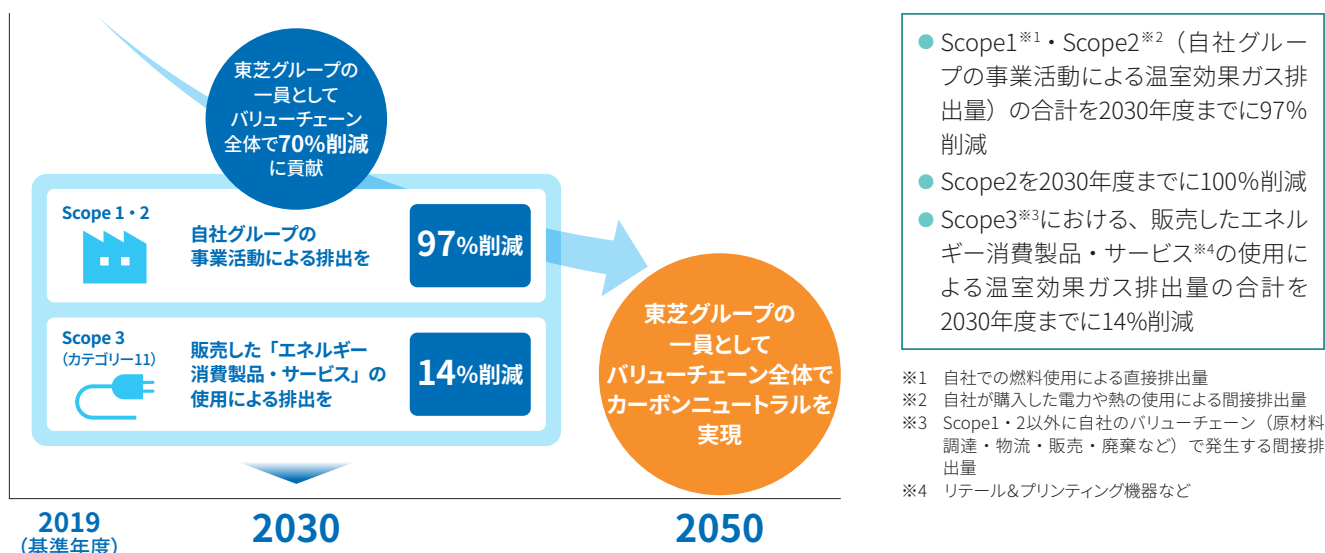 東芝グループの
一員として
バリューチェーン
全体で70%削減
に貢献
Scope 1・2
自社グループの
事業活動による排出を
97%削減
Scope 3
（カテゴリー11）
販売した「エネルギー
消費製品・サービス」の
使用による排出を
14%削減
東芝グループの
一員として
バリューチェーン全体で
カーボンニュートラルを
実現
2019
（基準年度）
2030
2050
● Scope1※1・Scope2※2（自社グルー
プの事業活動による温室効果ガス排
出量）の合計を2030年度までに97%
削減
● Scope2を2030年度までに100%削減
● Scope3※3における、販売したエネル
ギー消費製品・サービス※4の使用に
よる温室効果ガス排出量の合計を
2030年度までに14%削減
※1 自社での燃料使用による直接排出量
※2 自社が購入した電力や熱の使用による間接排出量
※3 Scope1・2以外に自社のバリューチェーン（原材料
調達・物流・販売・廃棄など）で発生する間接排
出量
※4 リテール＆プリンティング機器など